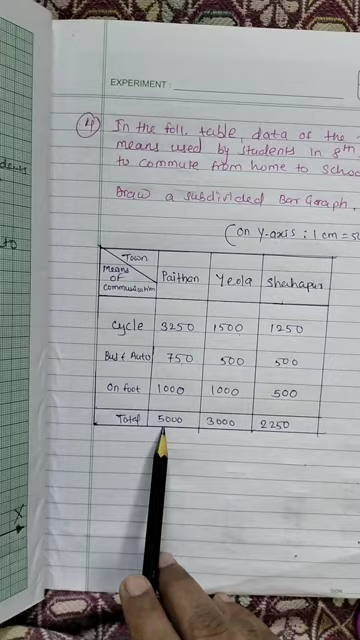 EXPERIMENT :
4 In the foll. table, data of the
means used by students in 8th
to commute from home to schoo
Draw a subdivided Bar Graph.
(On Y-axis : 1 cm = 5
Town
Means of Communication Paithan Yeola Shahapur
Cycle 3250 1500 1250
Bus & Auto 750 500 500
On foot 1000 1000 500
Total 5000 3000 2250
X